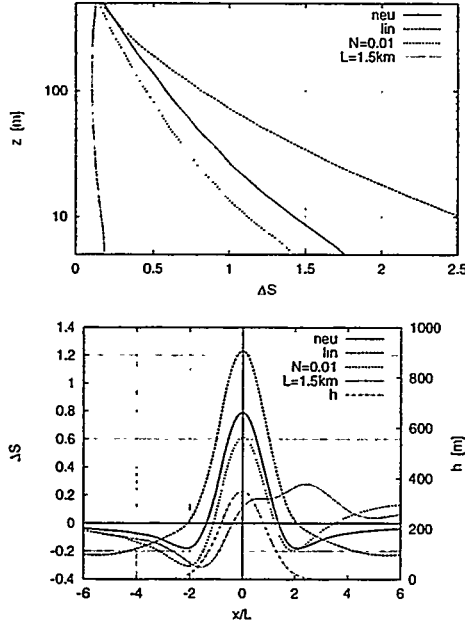 neu
lin
N=0.01
L=1.5km
100
10
z [m]
0
0.5
1
1.5
2
2.5
ΔS
1.4
1.2
1
0.8
0.6
0.4
0.2
0
-0.2
-0.4
ΔS
neu
lin
N=0.01
L=1.5km
h
1000
800
600
400
200
0
h [m]
-6
-4
-2
0
2
4
6
x/L